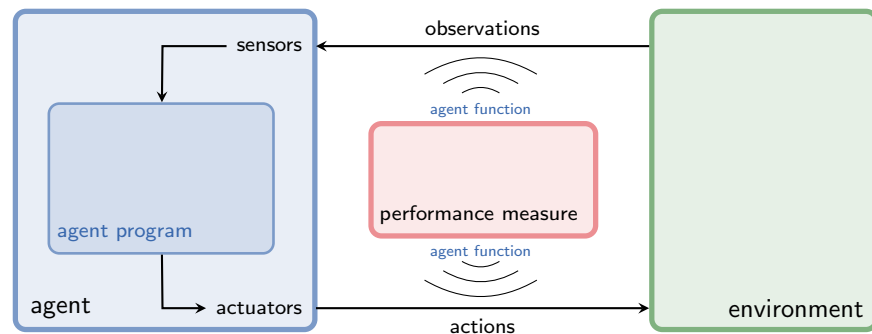 observations
sensors
agent function
agent program
performance measure
agent function
agent
actuators
actions
environment